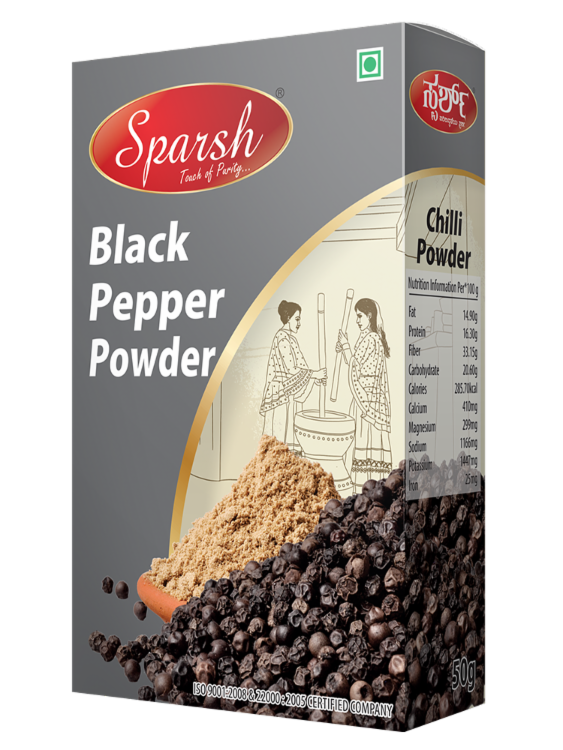 Sparsh
®
Touch of Purity...
Black
Pepper
Powder
ISO 9001:2008 & 22000 : 2005 CERTIFIED COMPANY
ಸ್ಪರ್ಶ್
Chilli
Powder
Nutrition Information Per*100 g
Fat 14.90g
Protein 16.30g
Fiber 33.15g
Carbohydrate 20.60g
Calories 285.70kcal
Calcium 410mg
Magnesium 299mg
Sodium 1166mg
Potassium 1447mg
Iron 25mg
50g